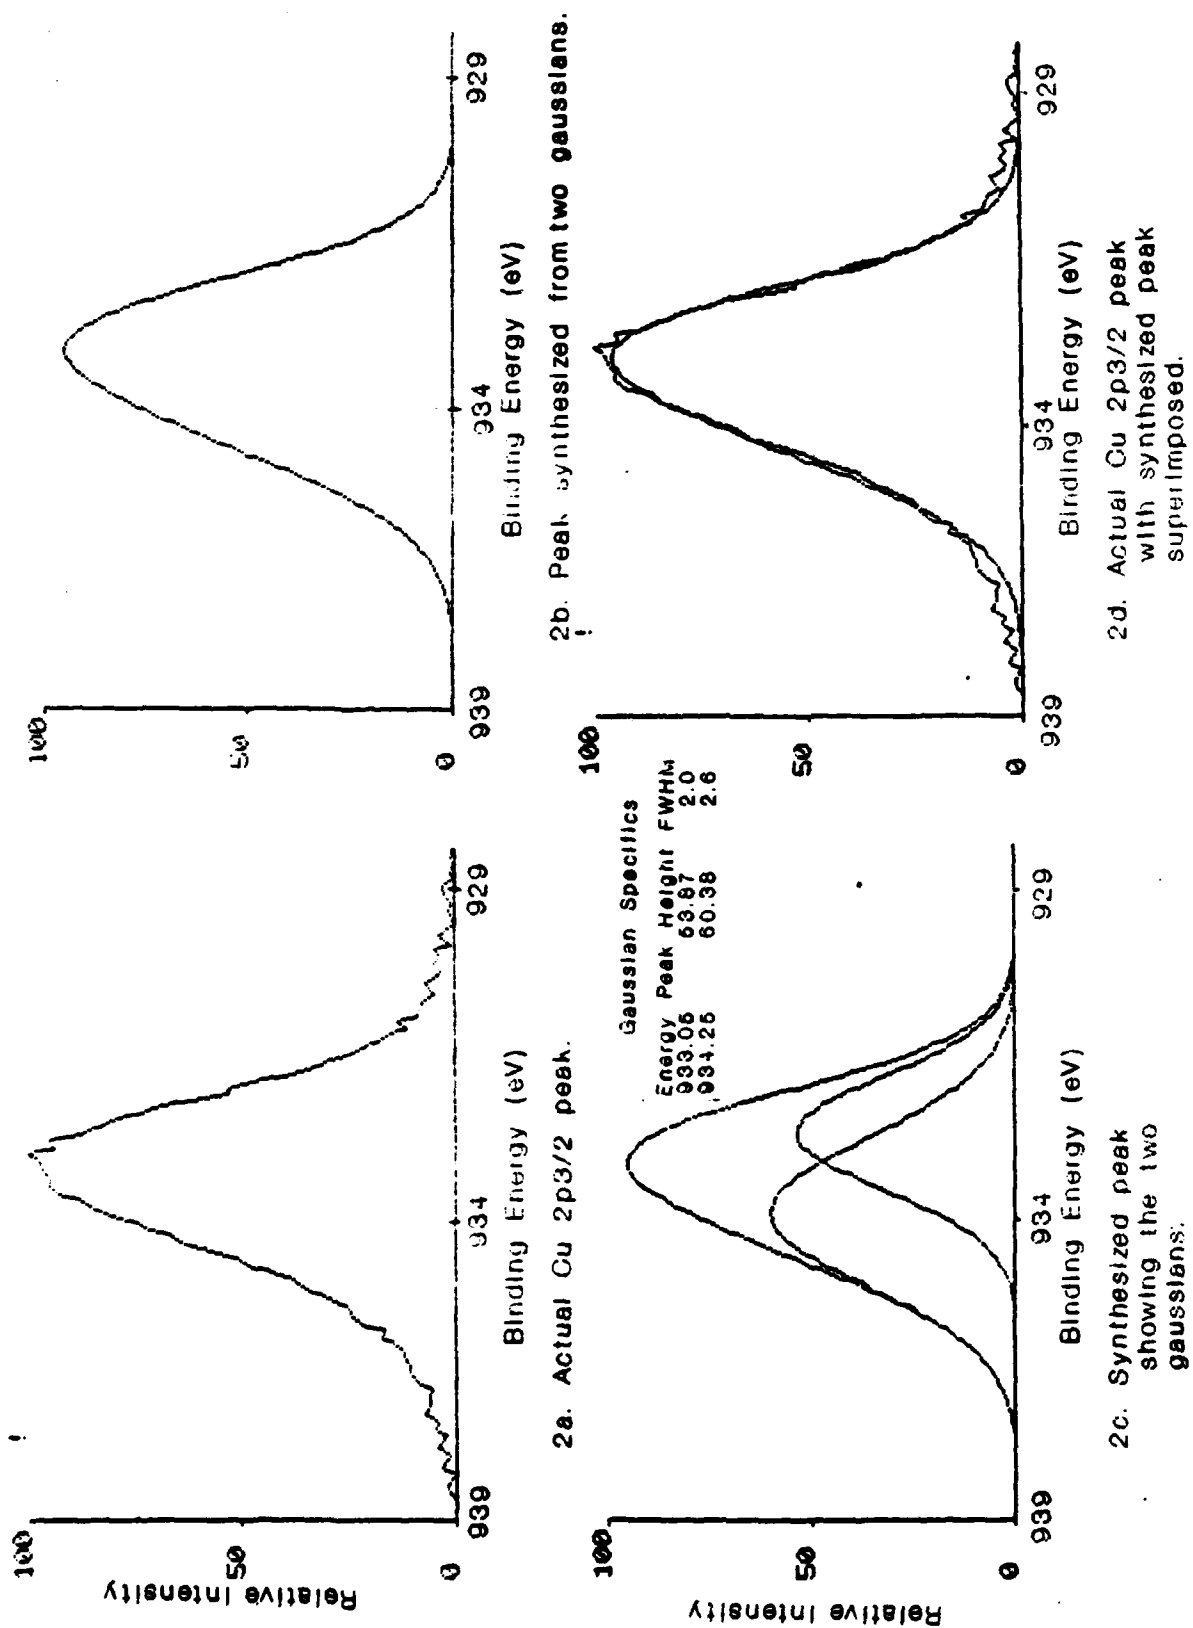 100
50
0
Relative Intensity
939
934
929
Binding Energy (eV)
2a. Actual Cu 2p3/2 peak.
100
50
0
939
934
929
Binding Energy (eV)
2b. Peak synthesized from two gaussians.
100
50
0
Relative Intensity
Gaussian Specifics
Energy Peak Height FWHM
933.05 53.87 2.0
934.25 60.38 2.6
939
934
929
Binding Energy (eV)
2c. Synthesized peak
showing the two
gaussians.
100
50
0
939
934
929
Binding Energy (eV)
2d. Actual Cu 2p3/2 peak
with synthesized peak
superimposed.